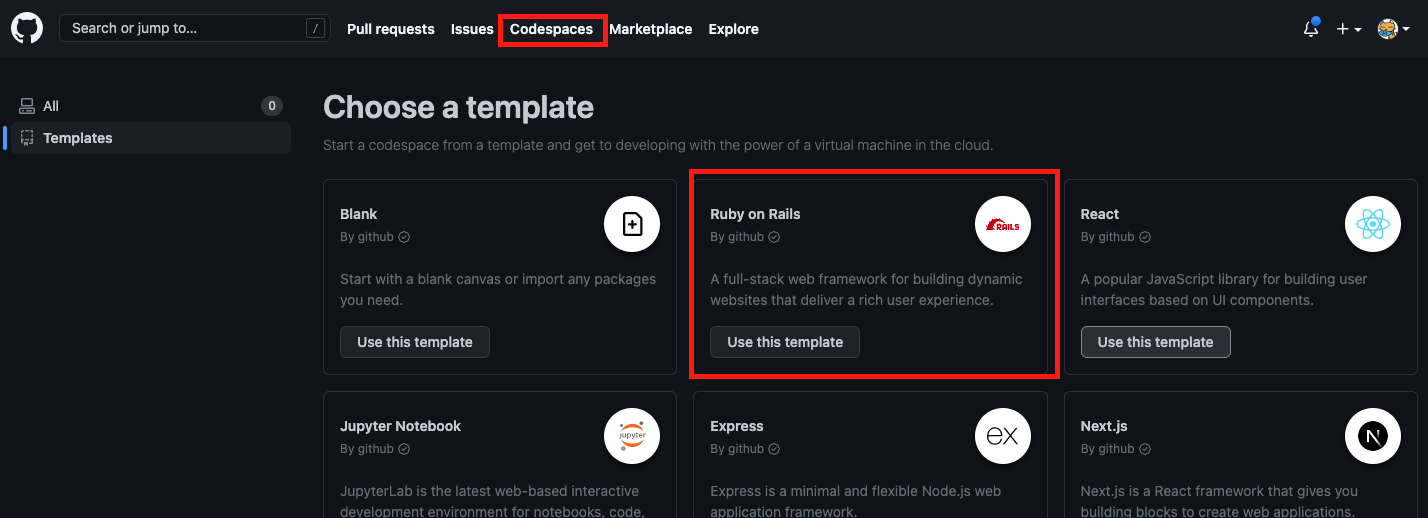 Search or jump to...
/
Pull requests
Issues
Codespaces
Marketplace
Explore
All
0
Templates
Choose a template
Start a codespace from a template and get to developing with the power of a virtual machine in the cloud.
Blank
By github
Start with a blank canvas or import any packages
you need.
Use this template
Ruby on Rails
By github
RAILS
A full-stack web framework for building dynamic
websites that deliver a rich user experience.
Use this template
React
By github
A popular JavaScript library for building user
interfaces based on UI components.
Use this template
Jupyter Notebook
By github
jupyter
JupyterLab is the latest web-based interactive
development environment for notebooks, code,
Express
By github
ex
Express is a minimal and flexible Node.js web
application framework.
Next.js
By github
N
Next.js is a React framework that gives you
building blocks to create web applications.